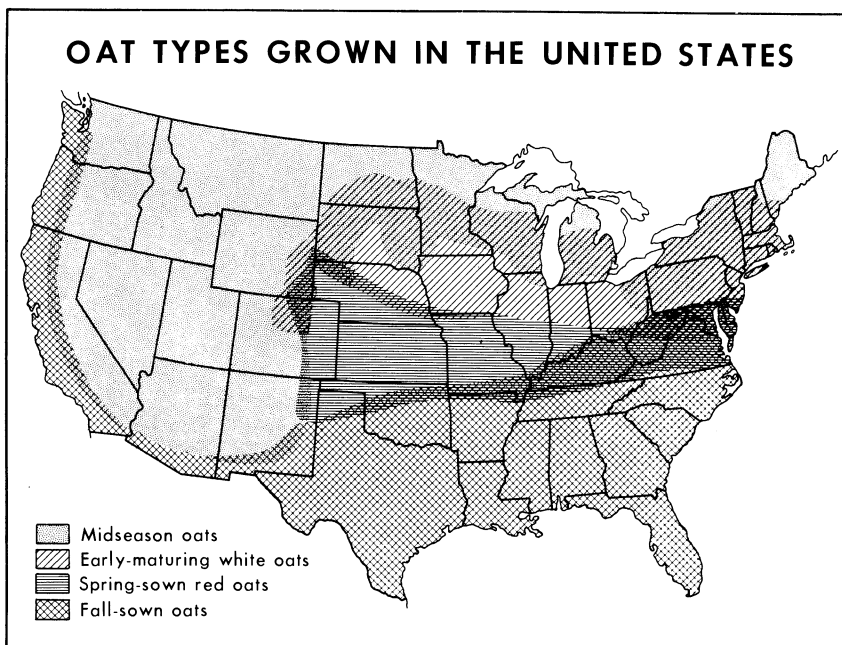 OAT TYPES GROWN IN THE UNITED STATES
Midseason oats
Early-maturing white oats
Spring-sown red oats
Fall-sown oats